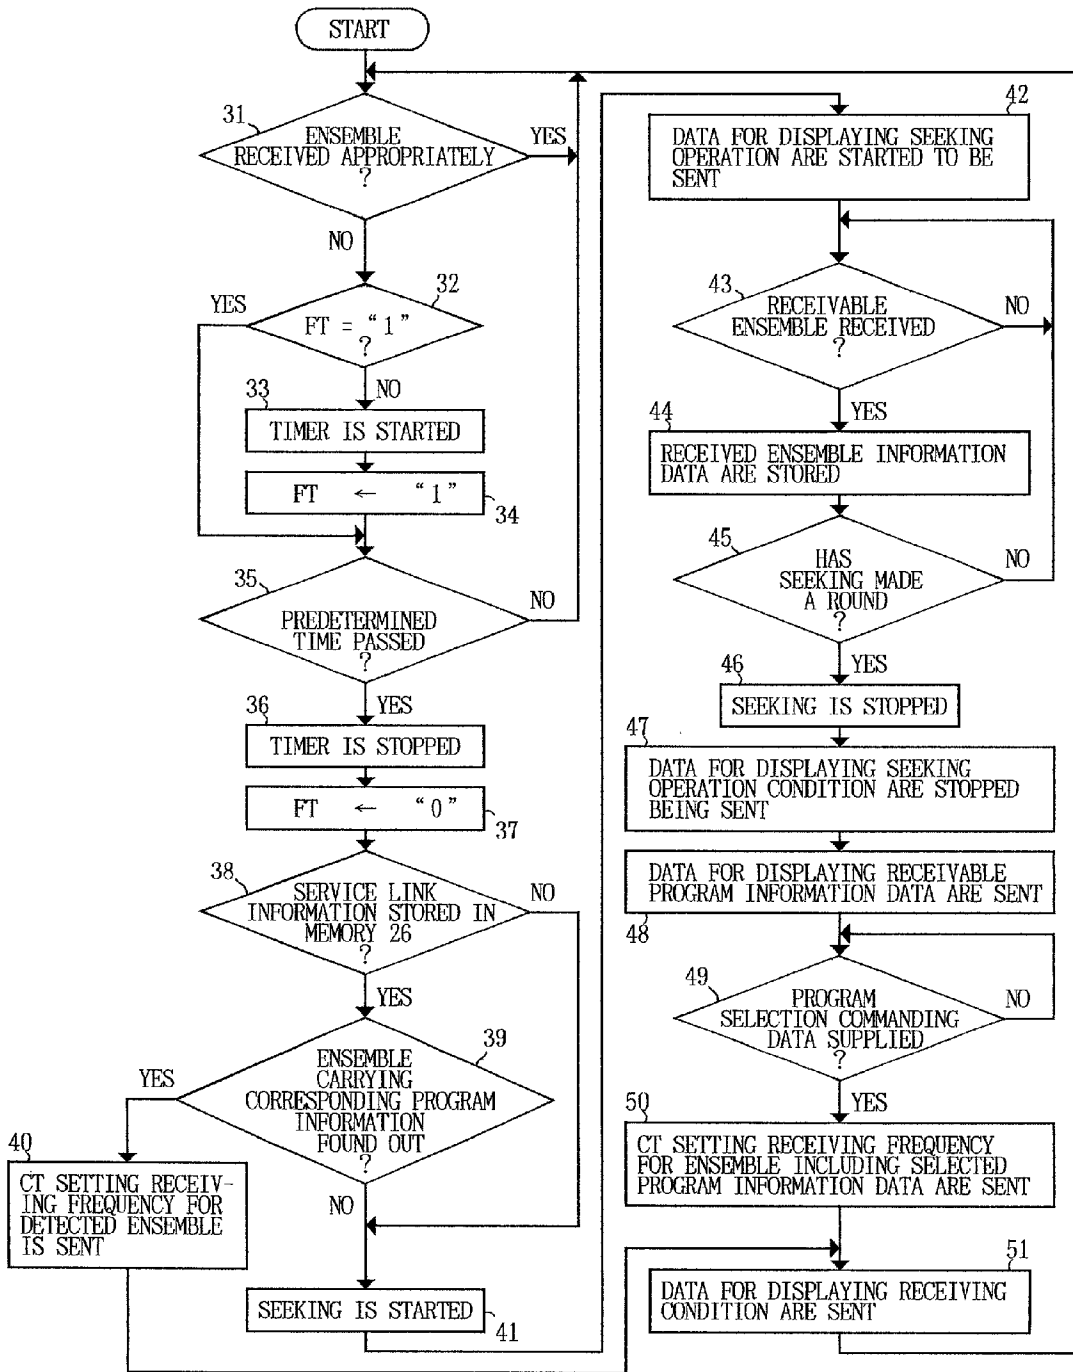 START
31
ENSEMBLE
RECEIVED APPROPRIATELY
?
YES
NO
32
YES
FT = "1"
?
NO
33
TIMER IS STARTED
FT ← "1"
34
35
PREDETERMINED
TIME PASSED
?
NO
YES
36
TIMER IS STOPPED
FT ← "0"
37
38
SERVICE LINK
INFORMATION STORED IN
MEMORY 26
?
NO
YES
39
ENSEMBLE
CARRYING
CORRESPONDING PROGRAM
INFORMATION
FOUND OUT
?
YES
NO
40
CT SETTING RECEIV-
ING FREQUENCY FOR
DETECTED ENSEMBLE
IS SENT
SEEKING IS STARTED
41
42
DATA FOR DISPLAYING SEEKING
OPERATION ARE STARTED TO BE
SENT
43
RECEIVABLE
ENSEMBLE RECEIVED
?
NO
YES
44
RECEIVED ENSEMBLE INFORMATION
DATA ARE STORED
45
HAS
SEEKING MADE
A ROUND
?
NO
YES
46
SEEKING IS STOPPED
47
DATA FOR DISPLAYING SEEKING
OPERATION CONDITION ARE STOPPED
BEING SENT
DATA FOR DISPLAYING RECEIVABLE
PROGRAM INFORMATION DATA ARE SENT
48
49
PROGRAM
SELECTION COMMANDING
DATA SUPPLIED
?
NO
YES
50
CT SETTING RECEIVING FREQUENCY
FOR ENSEMBLE INCLUDING SELECTED
PROGRAM INFORMATION DATA ARE SENT
51
DATA FOR DISPLAYING RECEIVING
CONDITION ARE SENT